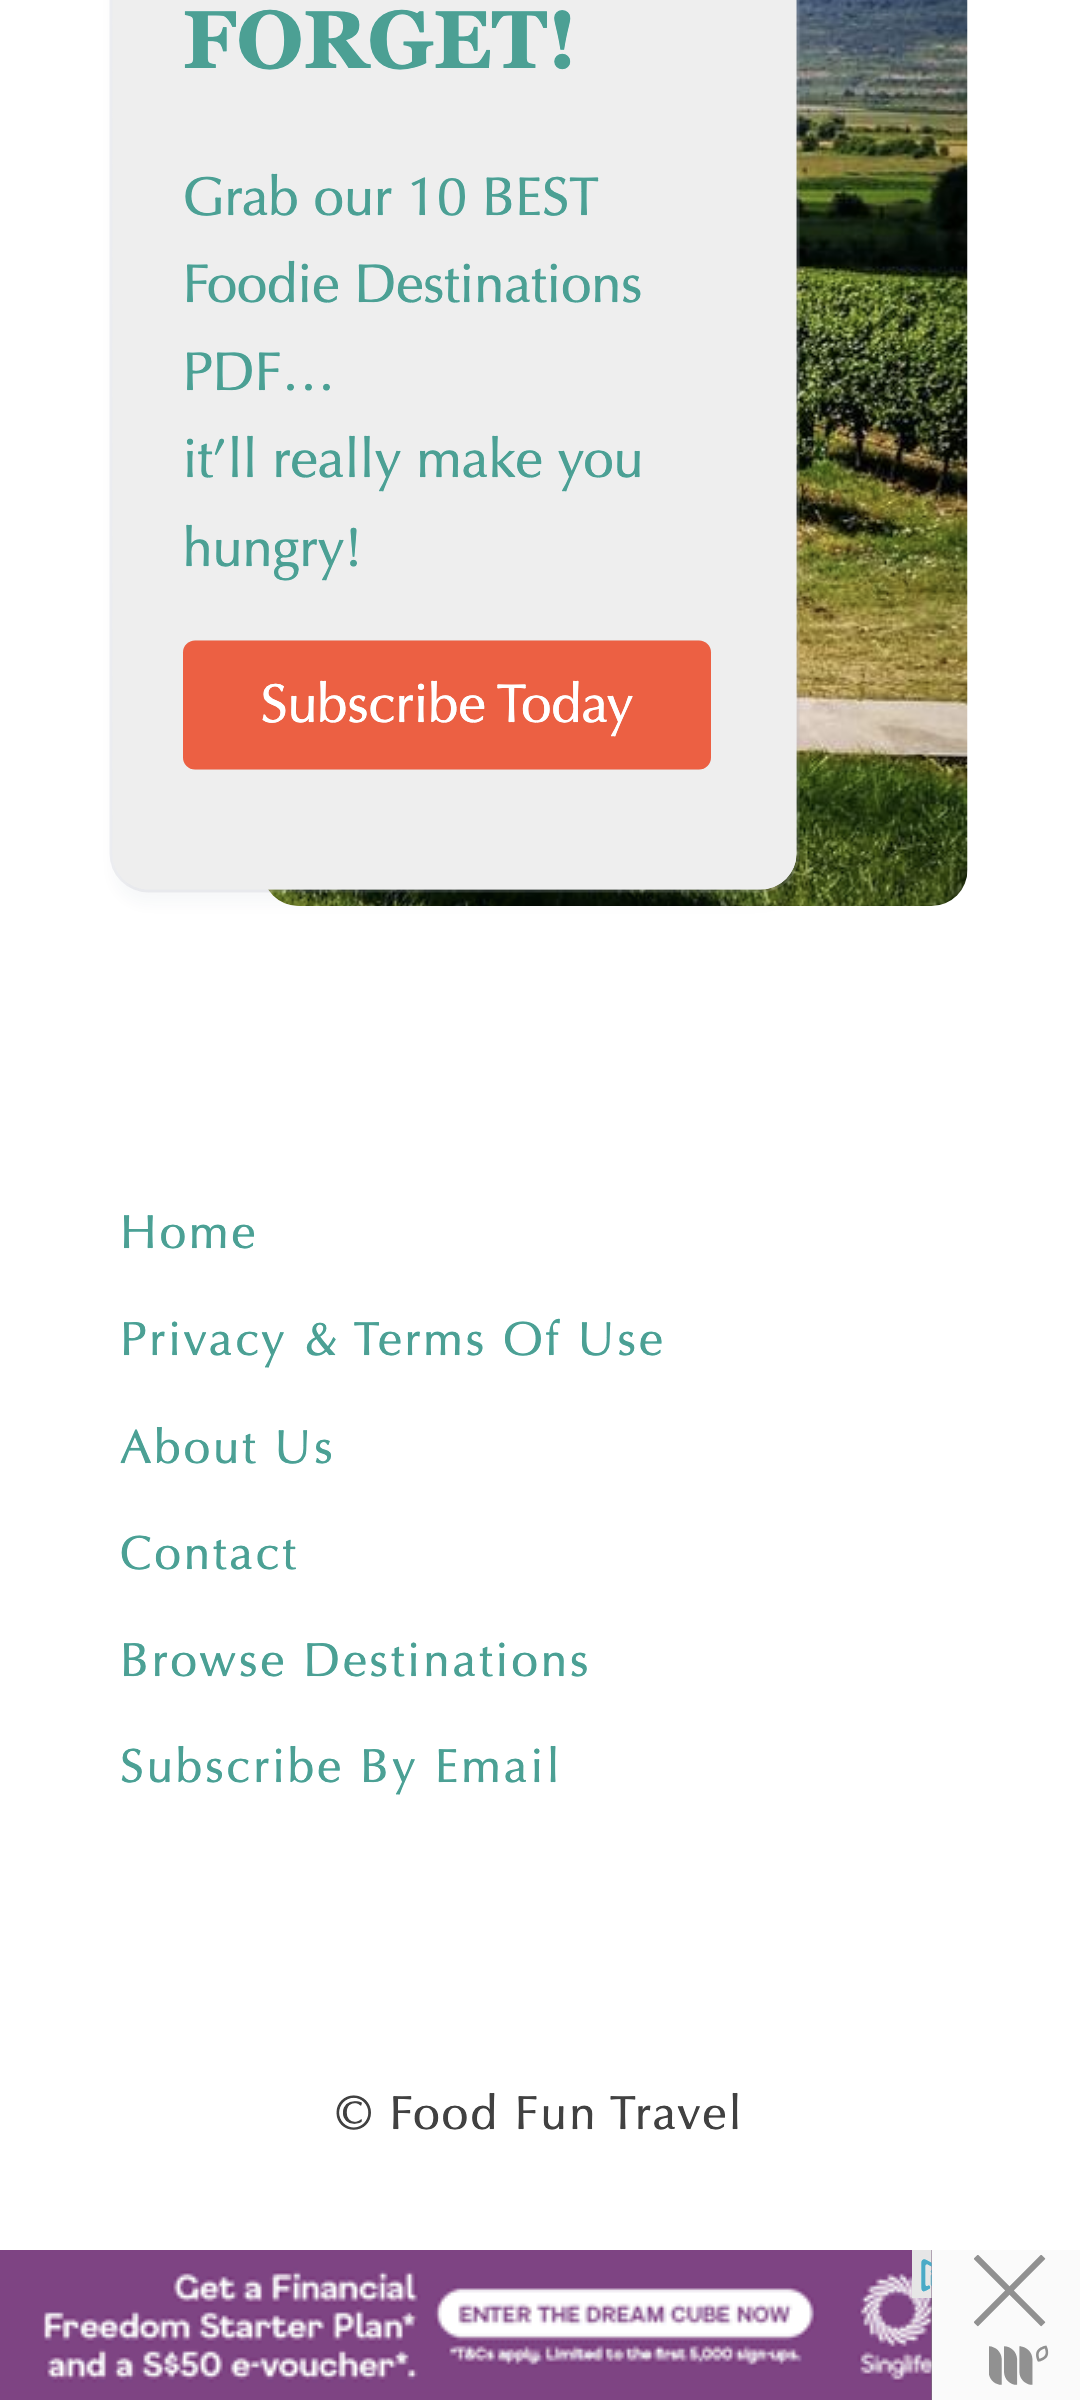 FORGET!
Grab our 10 BEST
Foodie Destinations
PDF...
it’ll really make you
hungry!
Subscribe Today
Home
Privacy & Terms Of Use
About Us
Contact
Browse Destinations
Subscribe By Email
© Food Fun Travel
Get a Financial
Freedom Starter Plan*
and a S$50 e-voucher*.
ENTER THE DREAM CUBE NOW
*T&Cs apply. Limited to the first 5,000 sign-ups.
Singlife